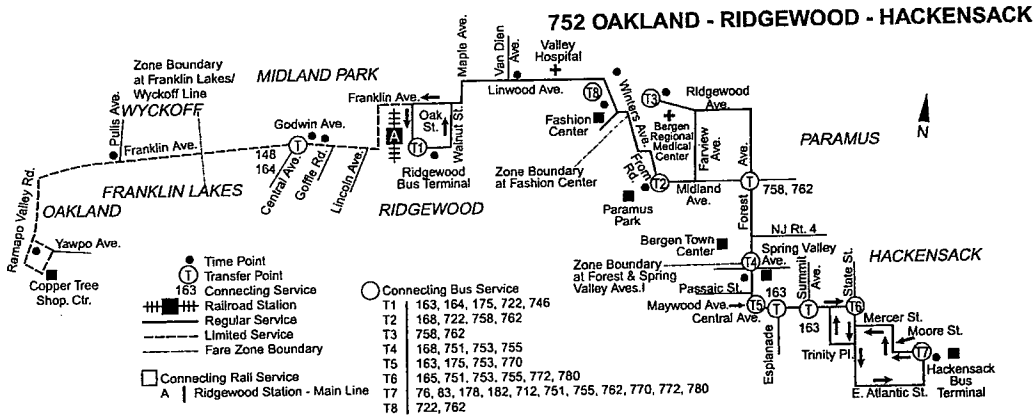 752 OAKLAND - RIDGEWOOD - HACKENSACK
Zone Boundary
at Franklin Lakes/
Wyckoff Line
MIDLAND PARK
WYCKOFF
Pulis Ave.
Franklin Ave.
FRANKLIN LAKES
OAKLAND
Ramapo Valley Rd.
Yawpo Ave.
Copper Tree
Shop. Ctr.
148
164
T
Godwin Ave.
Central Ave.
Goffle Rd.
Lincoln Ave.
Franklin Ave.
A
Oak
St.
T1
Walnut St.
Ridgewood
Bus Terminal
RIDGEWOOD
Maple Ave.
Van Dien
Ave.
Valley
Hospital
Linwood Ave.
T8
Fashion
Center
Winters Ave.
From
Rd.
Zone Boundary
at Fashion Center
T3
Bergen
Regional
Medical
Center
Ridgewood
Ave.
Farview
Ave.
PARAMUS
N
T2
Midland
Ave.
T
758, 762
Paramus
Park
Forest
Ave.
NJ Rt. 4
Bergen Town
Center
T4
Spring Valley
Ave.
Zone Boundary
at Forest & Spring
Valley Aves.
Passaic St.
Maywood Ave.
Central Ave.
T5
163
T
Esplanade
Summit
Ave.
T
163
State St.
T6
HACKENSACK
Mercer St.
Moore St.
Trinity Pl.
T7
Hackensack
Bus
Terminal
E. Atlantic St.
Time Point
T Transfer Point
163 Connecting Service
Railroad Station
Regular Service
Limited Service
Fare Zone Boundary
Connecting Rail Service
A Ridgewood Station - Main Line
Connecting Bus Service
T1 163, 164, 175, 722, 746
T2 168, 722, 758, 762
T3 758, 762
T4 168, 751, 753, 755
T5 163, 175, 753, 770
T6 165, 751, 753, 755, 772, 780
T7 76, 83, 178, 182, 712, 751, 755, 762, 770, 772, 780
T8 722, 762